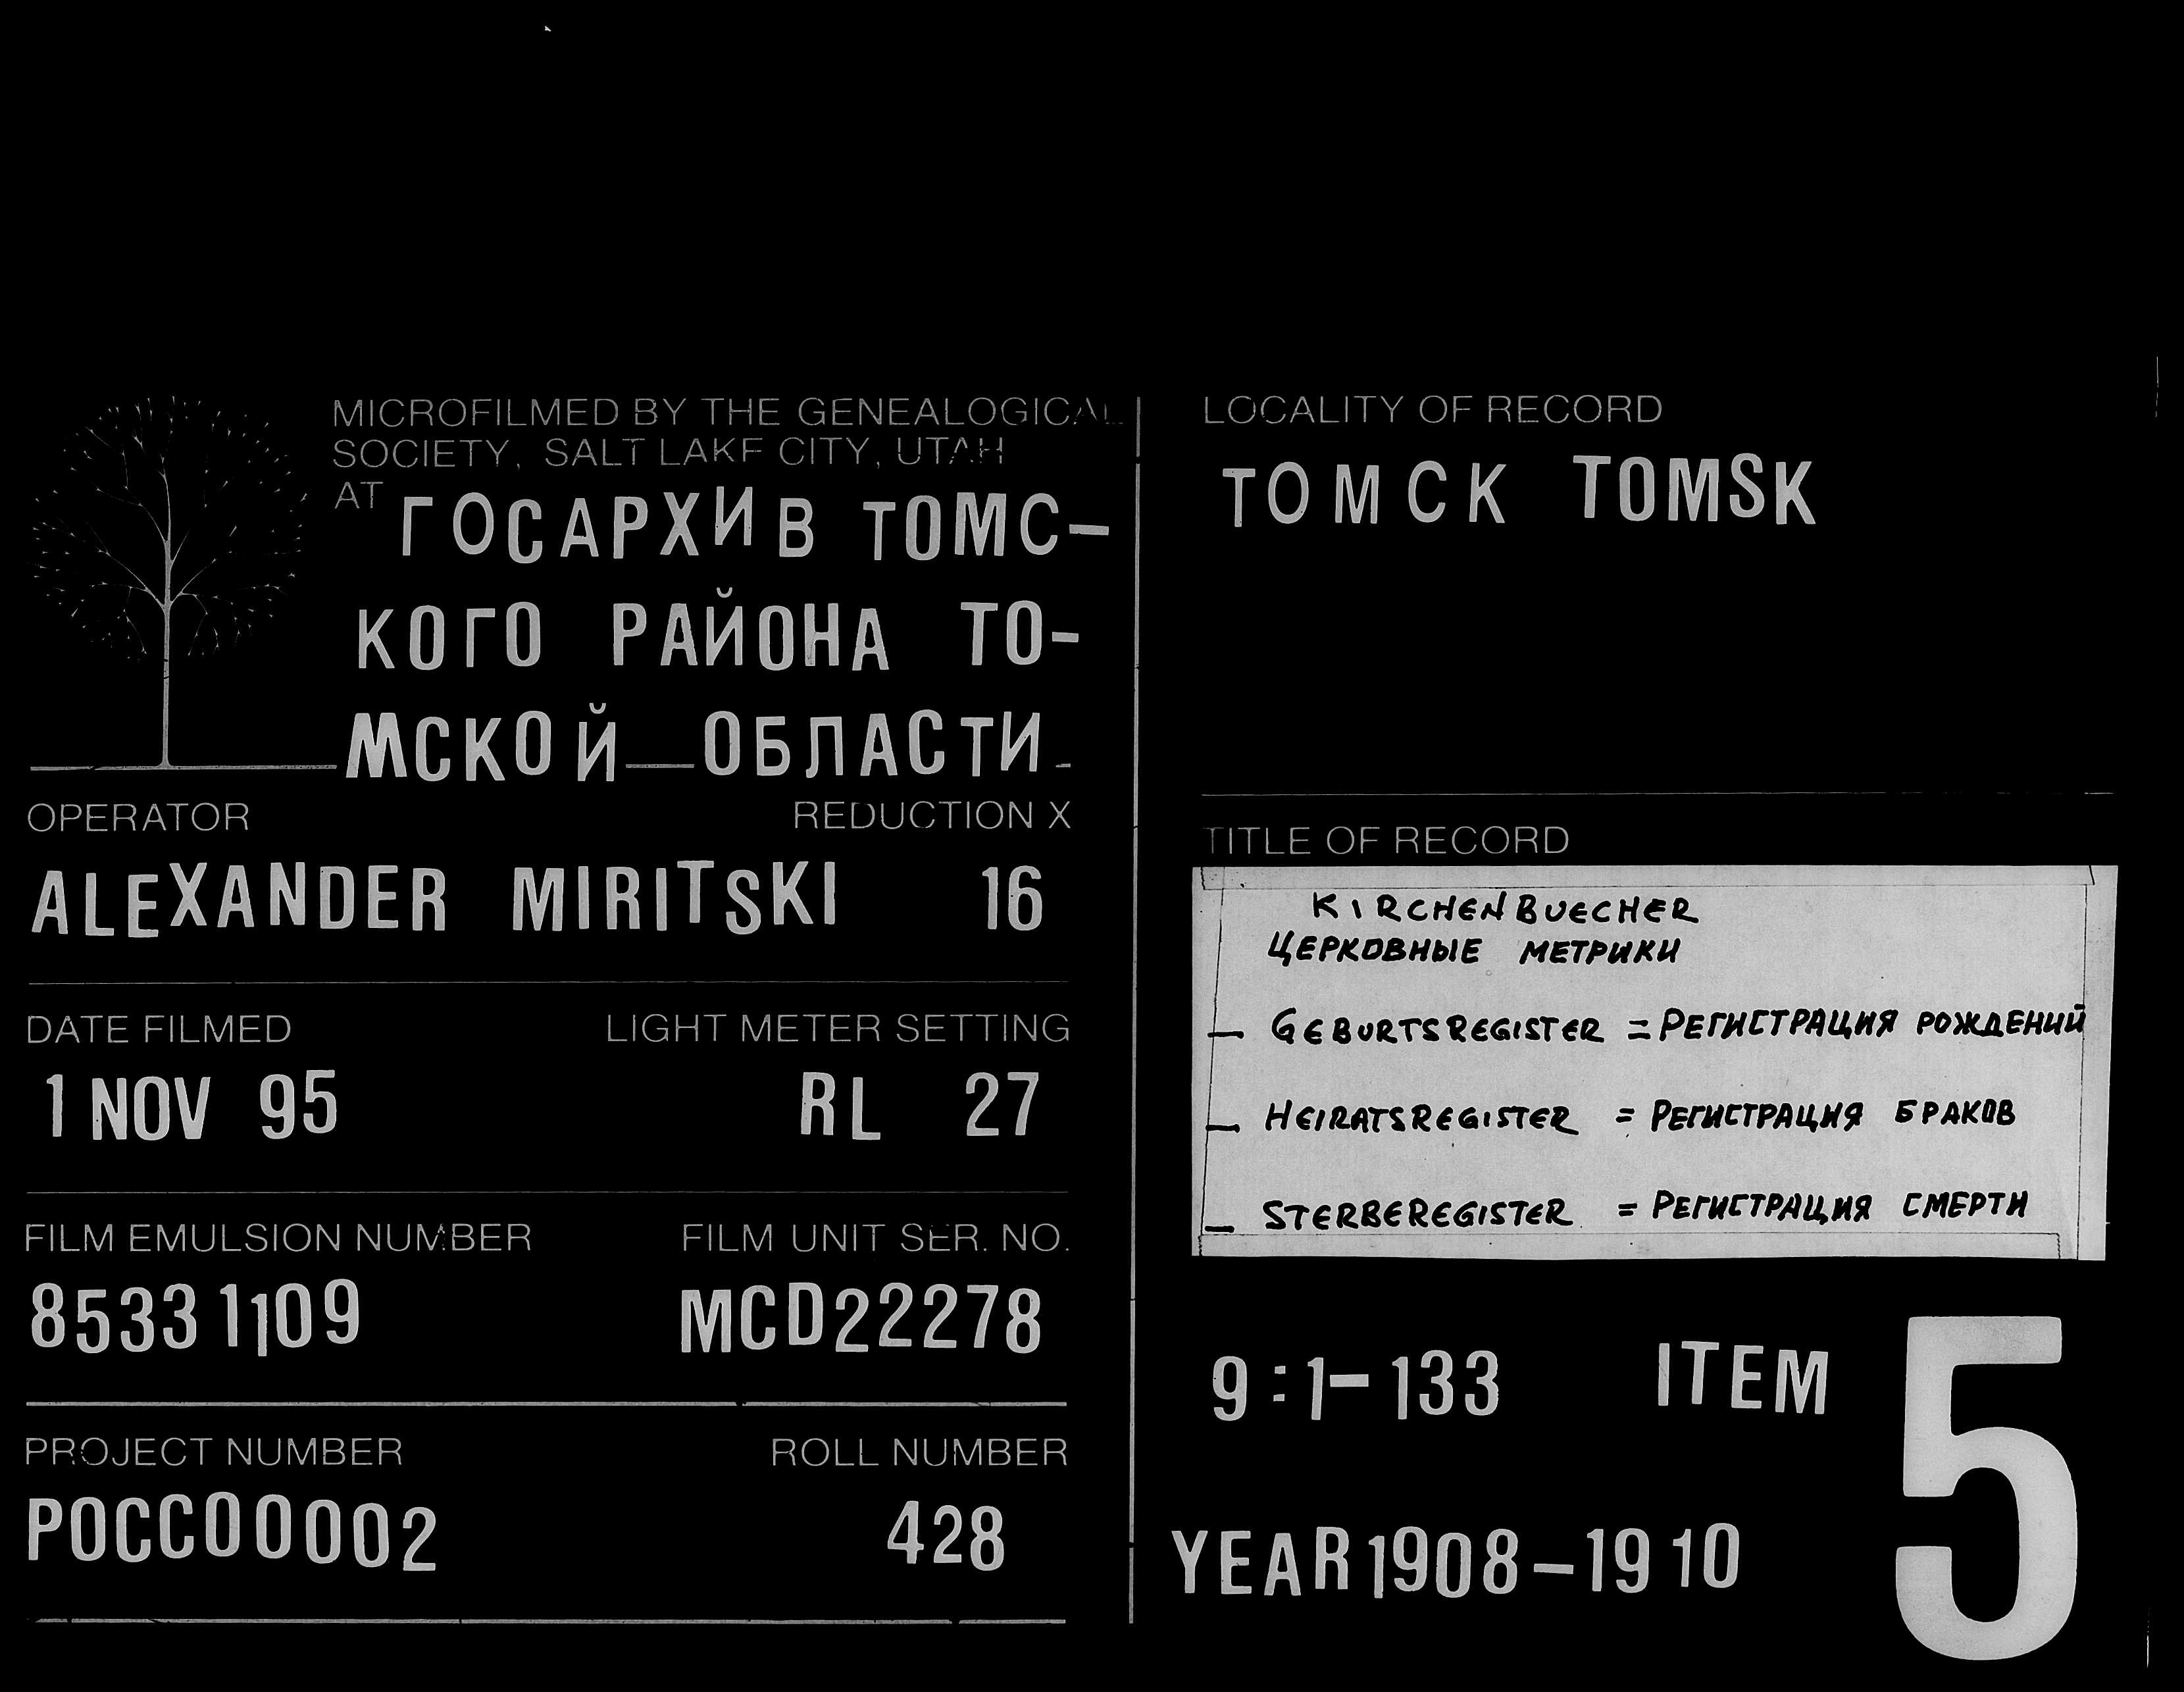 MICROFILMED BY THE GENEALOGICAL
SOCIETY, SALT LAKE CITY, UTAH
AT ГОСАРХИВ ТОМС-
КОГО РАЙОНА ТО-
МСКОЙ ОБЛАСТИ
OPERATOR REDUCTION X
ALEXANDER MIRITSKI 16
DATE FILMED LIGHT METER SETTING
1 NOV 95 RL 27
FILM EMULSION NUMBER FILM UNIT SER. NO.
85331109 MCD22278
PROJECT NUMBER ROLL NUMBER
РОСС00002 428
LOCALITY OF RECORD
ТОМСК TOMSK
TITLE OF RECORD
KIRCHENBUECHER
ЦЕРКОВНЫЕ МЕТРИКИ
— GEBURTSREGISTER = РЕГИСТРАЦИЯ РОЖДЕНИЙ
— HEIRATSREGISTER = РЕГИСТРАЦИЯ БРАКОВ
— STERBEREGISTER = РЕГИСТРАЦИЯ СМЕРТИ
9:1-133 ITEM 5
YEAR 1908-1910